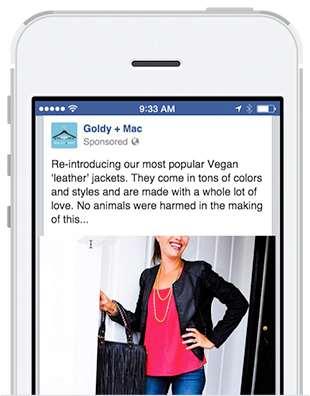 9:33 AM
Goldy + Mac
Sponsored
Re-introducing our most popular Vegan
‘leather’ jackets. They come in tons of colors
and styles and are made with a whole lot of
love. No animals were harmed in the making
of this...